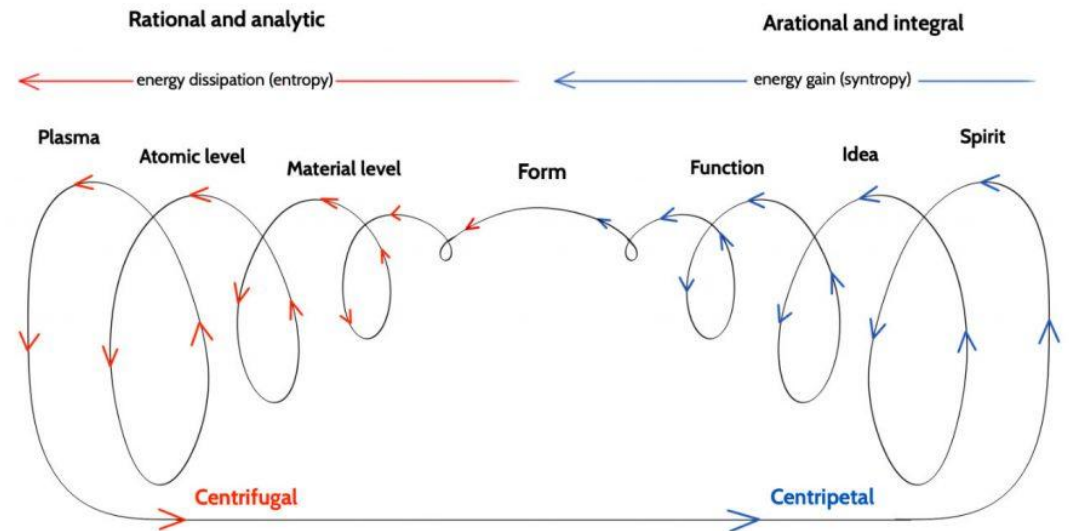 Rational and analytic
Arational and integral
energy dissipation (entropy)
energy gain (syntropy)
Plasma
Atomic level
Material level
Form
Function
Idea
Spirit
Centrifugal
Centripetal